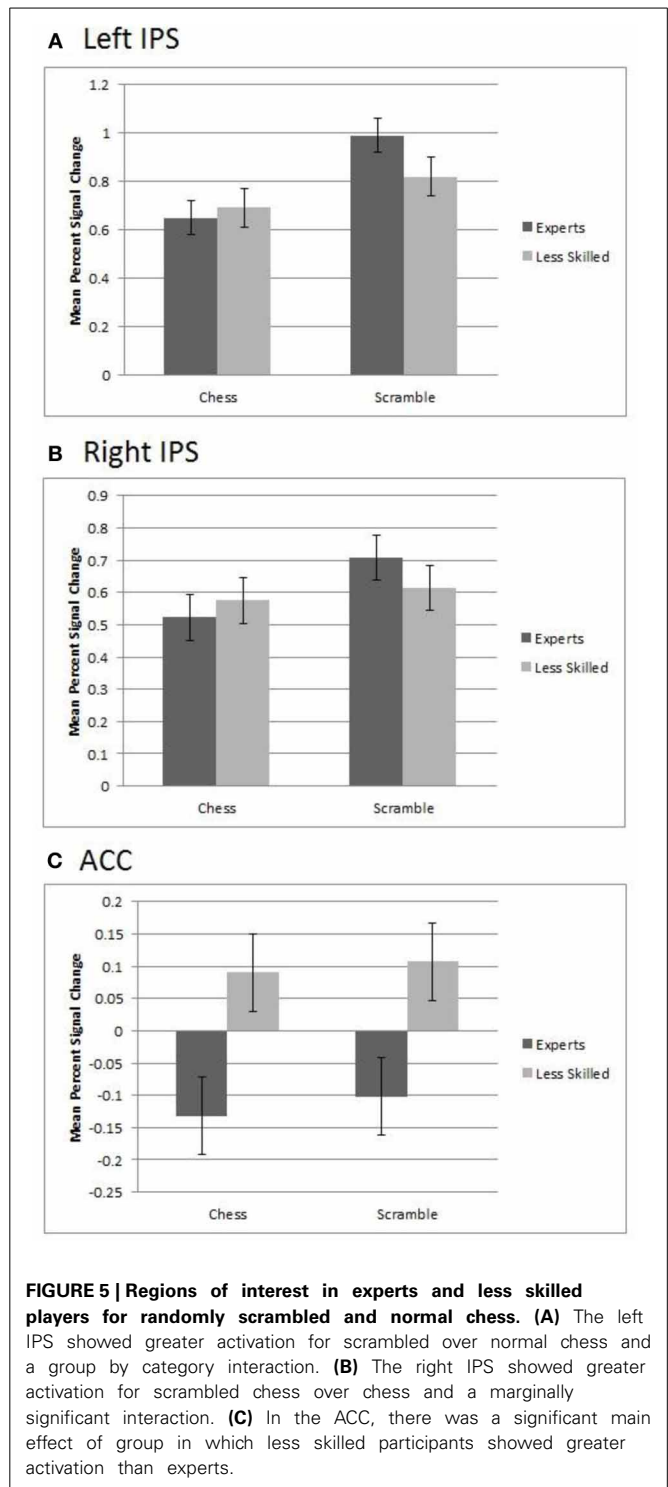 A Left IPS
1.2
1
0.8
0.6
0.4
0.2
0
Mean Percent Signal Change
Chess
Scramble
Experts
Less Skilled
B Right IPS
0.9
0.8
0.7
0.6
0.5
0.4
0.3
0.2
0.1
0
Mean Percent Signal Change
Chess
Scramble
Experts
Less Skilled
C ACC
0.2
0.15
0.1
0.05
0
-0.05
-0.1
-0.15
-0.2
-0.25
Mean Percent Signal Change
Chess
Scramble
Experts
Less Skilled
FIGURE 5 | Regions of interest in experts and less skilled
players for randomly scrambled and normal chess. (A) The left
IPS showed greater activation for scrambled over normal chess and
a group by category interaction. (B) The right IPS showed greater
activation for scrambled chess over chess and a marginally
significant interaction. (C) In the ACC, there was a significant main
effect of group in which less skilled participants showed greater
activation than experts.